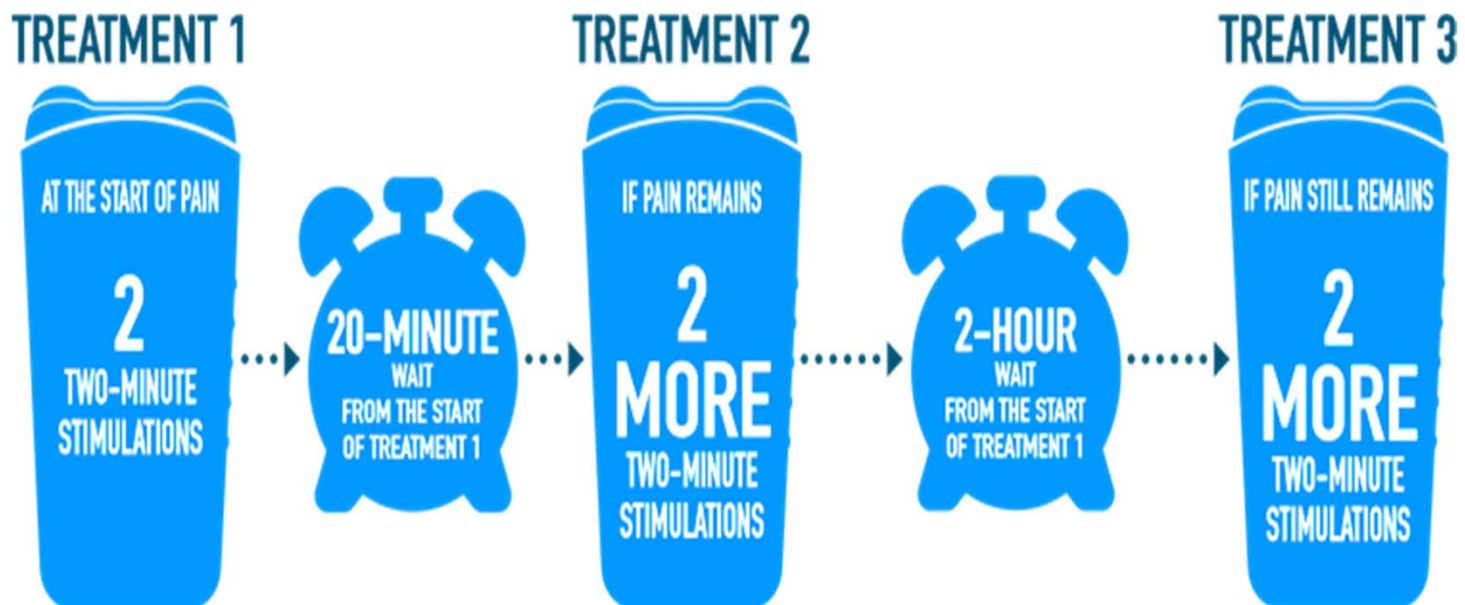 TREATMENT 1
AT THE START OF PAIN
2
TWO-MINUTE
STIMULATIONS
20-MINUTE
WAIT
FROM THE START
OF TREATMENT 1
TREATMENT 2
IF PAIN REMAINS
2
MORE
TWO-MINUTE
STIMULATIONS
2-HOUR
WAIT
FROM THE START
OF TREATMENT 1
TREATMENT 3
IF PAIN STILL REMAINS
2
MORE
TWO-MINUTE
STIMULATIONS